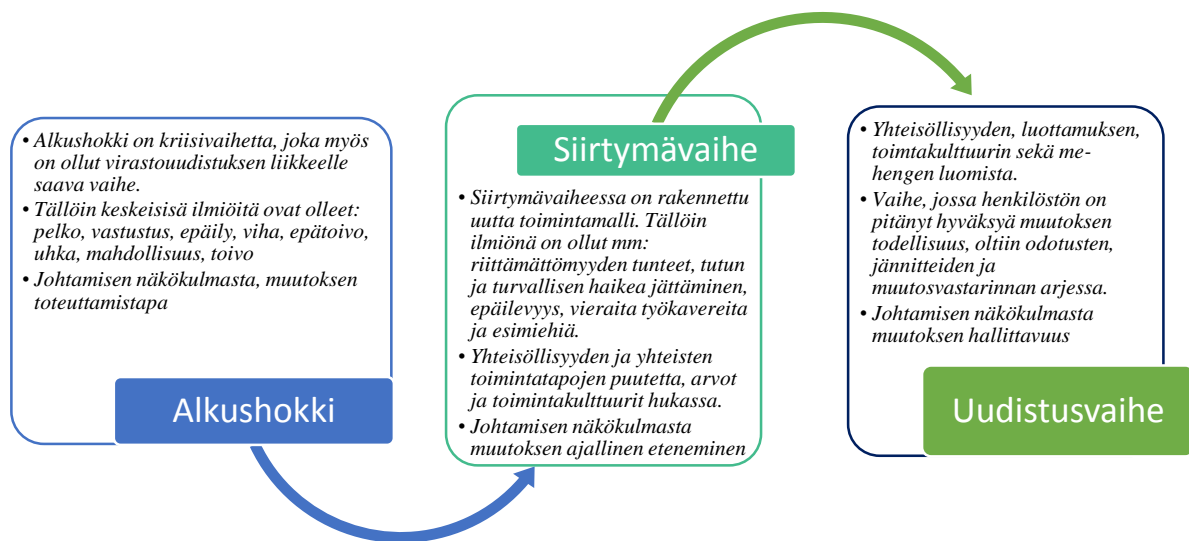 • Alkushokki on kriisivaihetta, joka myös
on ollut virastouudistuksen liikkeelle
saava vaihe.
• Tällöin keskeisisä ilmiöitä ovat olleet:
pelko, vastustus, epäily, viha, epätoivo,
uhka, mahdollisuus, toivo
• Johtamisen näkökulmasta, muutoksen
toteuttamistapa
Alkushokki
Siirtymävaihe
• Siirtymävaiheessa on rakennettu
uutta toimintamalli. Tällöin
ilmiönä on ollut mm:
riittämättömyyden tunteet, tutun
ja turvallisen haikea jättäminen,
epäilevyys, vieraita työkavereita
ja esimiehiä.
• Yhteisöllisyyden ja yhteisten
toimintatapojen puutetta, arvot
ja toimintakulttuurit hukassa.
• Johtamisen näkökulmasta
muutoksen ajallinen eteneminen
• Yhteisöllisyyden, luottamuksen,
toimtakulttuurin sekä me-
hengen luomista.
• Vaihe, jossa henkilöstön on
pitänyt hyväksyä muutoksen
todellisuus, oltiin odotusten,
jännitteiden ja
muutosvastarinnan arjessa.
• Johtamisen näkökulmasta
muutoksen hallittavuus
Uudistusvaihe